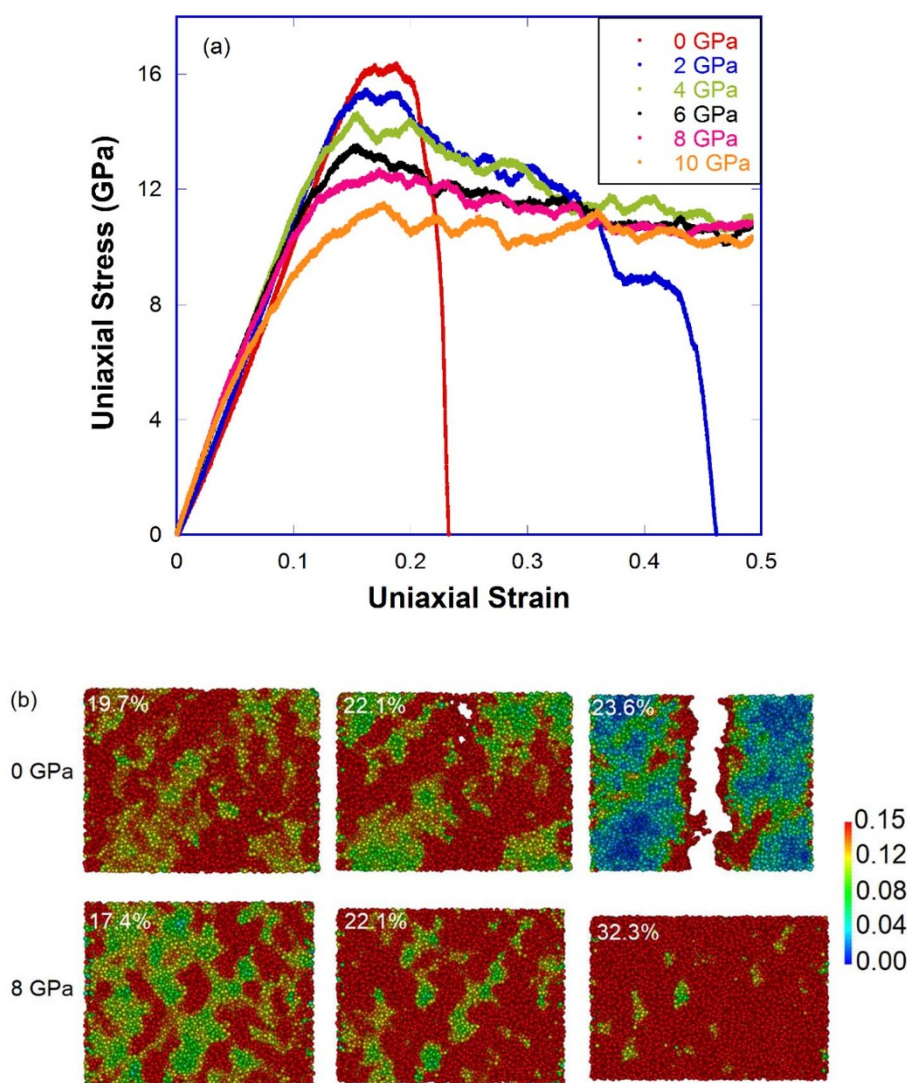 (a)
0 GPa
2 GPa
4 GPa
6 GPa
8 GPa
10 GPa
16
12
8
4
0
Uniaxial Stress (GPa)
0 0.1 0.2 0.3 0.4 0.5
Uniaxial Strain
(b)
19.7% 22.1% 23.6%
0 GPa
0.15
0.12
0.08
0.04
0.00
17.4% 22.1% 32.3%
8 GPa